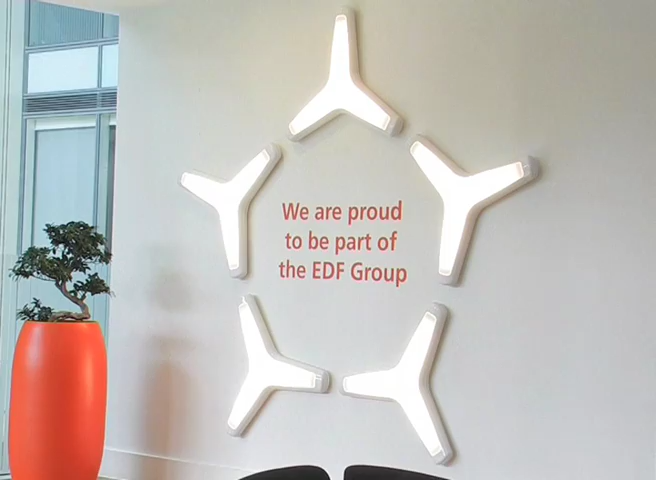 We are proud
to be part of
the EDF Group